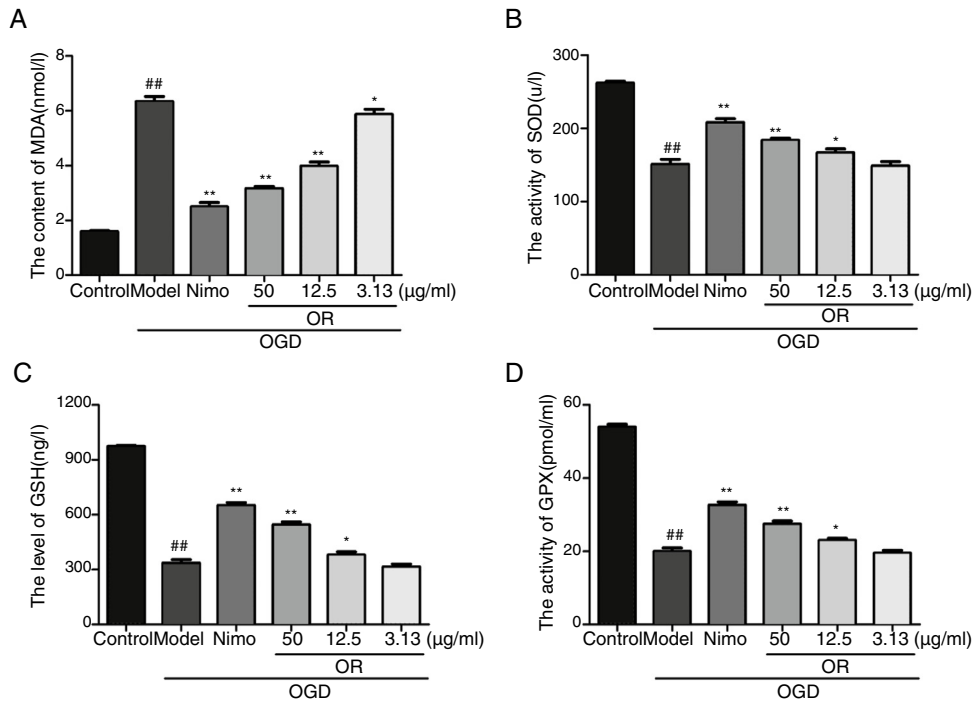 A
The content of MDA(nmol/l)
8
6
4
2
0
##
**
**
**
*
Control Model Nimo 50 12.5 3.13 (μg/ml)
OR
OGD
B
The activity of SOD(u/l)
300
250
200
150
100
0
##
**
**
*
Control Model Nimo 50 12.5 3.13 (μg/ml)
OR
OGD
C
The level of GSH(ng/l)
1200
900
600
300
0
##
**
**
*
Control Model Nimo 50 12.5 3.13 (μg/ml)
OR
OGD
D
The activity of GPX(pmol/ml)
60
40
20
0
##
**
**
*
Control Model Nimo 50 12.5 3.13 (μg/ml)
OR
OGD